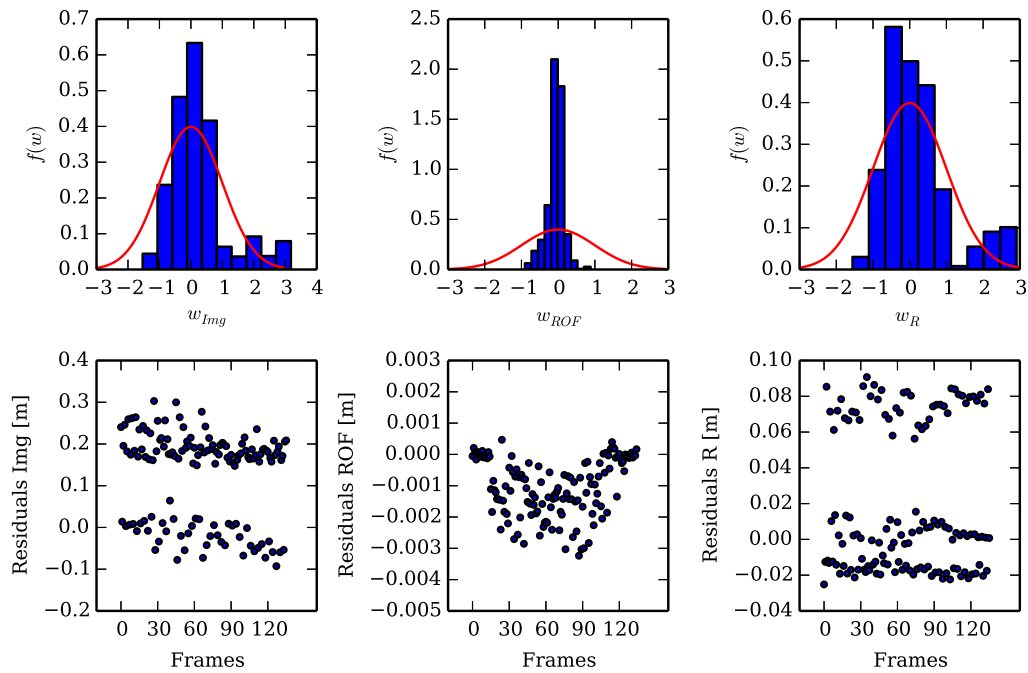 0.7
0.6
0.5
0.4
0.3
0.2
0.1
0.0
f(w)
−3 −2 −1 0 1 2 3 4
w_Img
2.5
2.0
1.5
1.0
0.5
0.0
f(w)
−3 −2 −1 0 1 2 3
w_ROF
0.6
0.5
0.4
0.3
0.2
0.1
0.0
f(w)
−3 −2 −1 0 1 2 3
w_R
0.4
0.3
0.2
0.1
0.0
−0.1
−0.2
Residuals Img [m]
0 30 60 90 120
Frames
0.003
0.002
0.001
0.000
−0.001
−0.002
−0.003
−0.004
−0.005
Residuals ROF [m]
0 30 60 90 120
Frames
0.10
0.08
0.06
0.04
0.02
0.00
−0.02
−0.04
Residuals R [m]
0 30 60 90 120
Frames